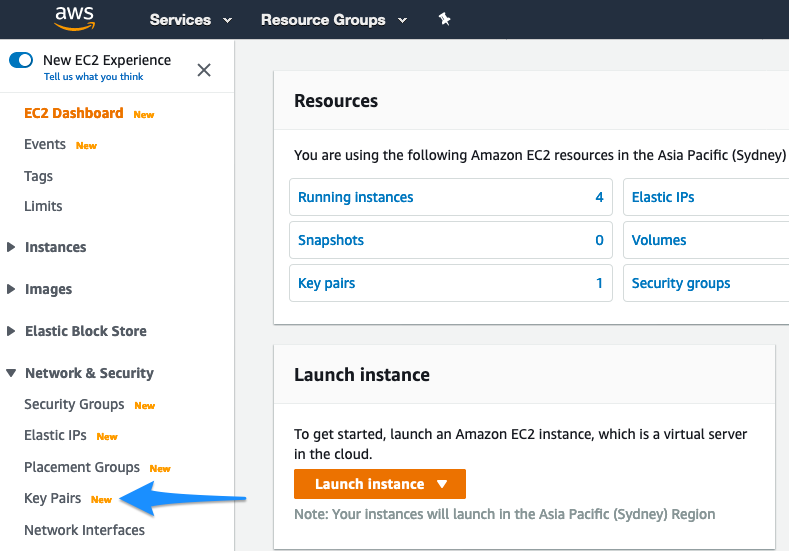 aws
Services
Resource Groups
New EC2 Experience
Tell us what you think
EC2 Dashboard New
Events New
Tags
Limits
Instances
Images
Elastic Block Store
Network & Security
Security Groups New
Elastic IPs New
Placement Groups New
Key Pairs New
Network Interfaces
Resources
You are using the following Amazon EC2 resources in the Asia Pacific (Sydney)
Running instances 4
Elastic IPs
Snapshots 0
Volumes
Key pairs 1
Security groups
Launch instance
To get started, launch an Amazon EC2 instance, which is a virtual server
in the cloud.
Launch instance
Note: Your instances will launch in the Asia Pacific (Sydney) Region